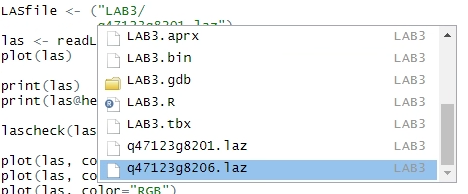 LASfile <- ("LAB3/
q47123g8201.laz")
las <- readL
LAB3.aprx LAB3
plot(las)
LAB3.bin LAB3
LAB3.gdb LAB3
print(las)
print(las@he
LAB3.R LAB3
LAB3.tbx LAB3
lascheck(las
q47123g8201.laz LAB3
plot(las, co
q47123g8206.laz LAB3
plot(las, co
plot(las, color="RGB")